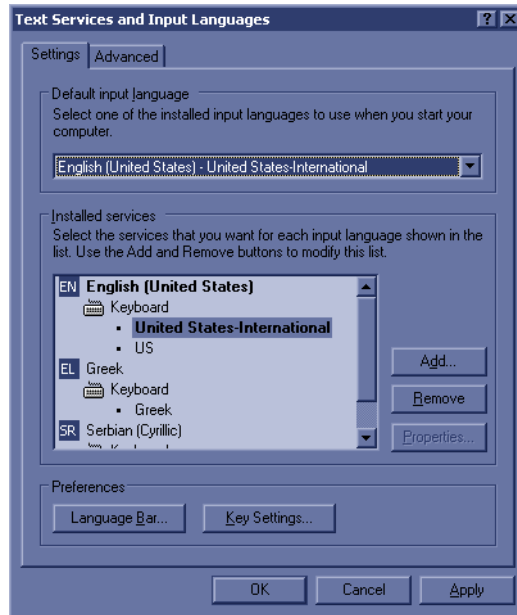 Text Services and Input Languages
Settings
Advanced
Default input language
Select one of the installed input languages to use when you start your
computer.
English (United States) - United States-International
Installed services
Select the services that you want for each input language shown in the
list. Use the Add and Remove buttons to modify this list.
EN English (United States)
Keyboard
• United States-International
• US
EL Greek
Keyboard
• Greek
SR Serbian (Cyrillic)
Add...
Remove
Properties...
Preferences
Language Bar...
Key Settings...
OK
Cancel
Apply